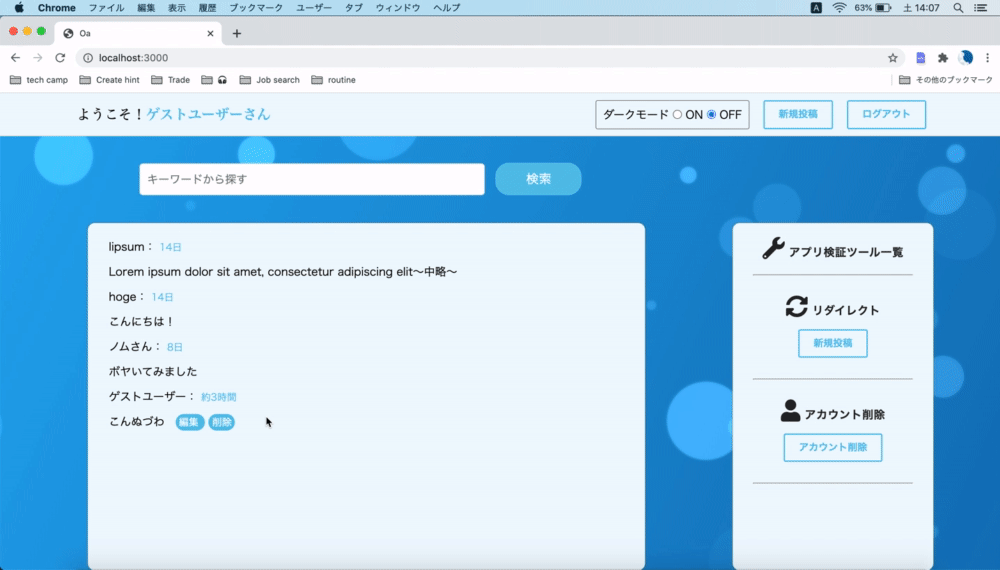 Chrome ファイル 編集 表示 履歴 ブックマーク ユーザー タブ ウィンドウ ヘルプ A 63% 土 14:07
Oa
localhost:3000
tech camp Create hint Trade Job search routine その他のブックマーク
ようこそ！ゲストユーザーさん ダークモード ON OFF 新規投稿 ログアウト
キーワードから探す 検索
lipsum： 14日
Lorem ipsum dolor sit amet, consectetur adipiscing elit〜中略〜
hoge： 14日
こんにちは！
ノムさん： 8日
ボヤいてみました
ゲストユーザー： 約3時間
こんぬづわ 編集 削除
アプリ検証ツール一覧
リダイレクト
新規投稿
アカウント削除
アカウント削除